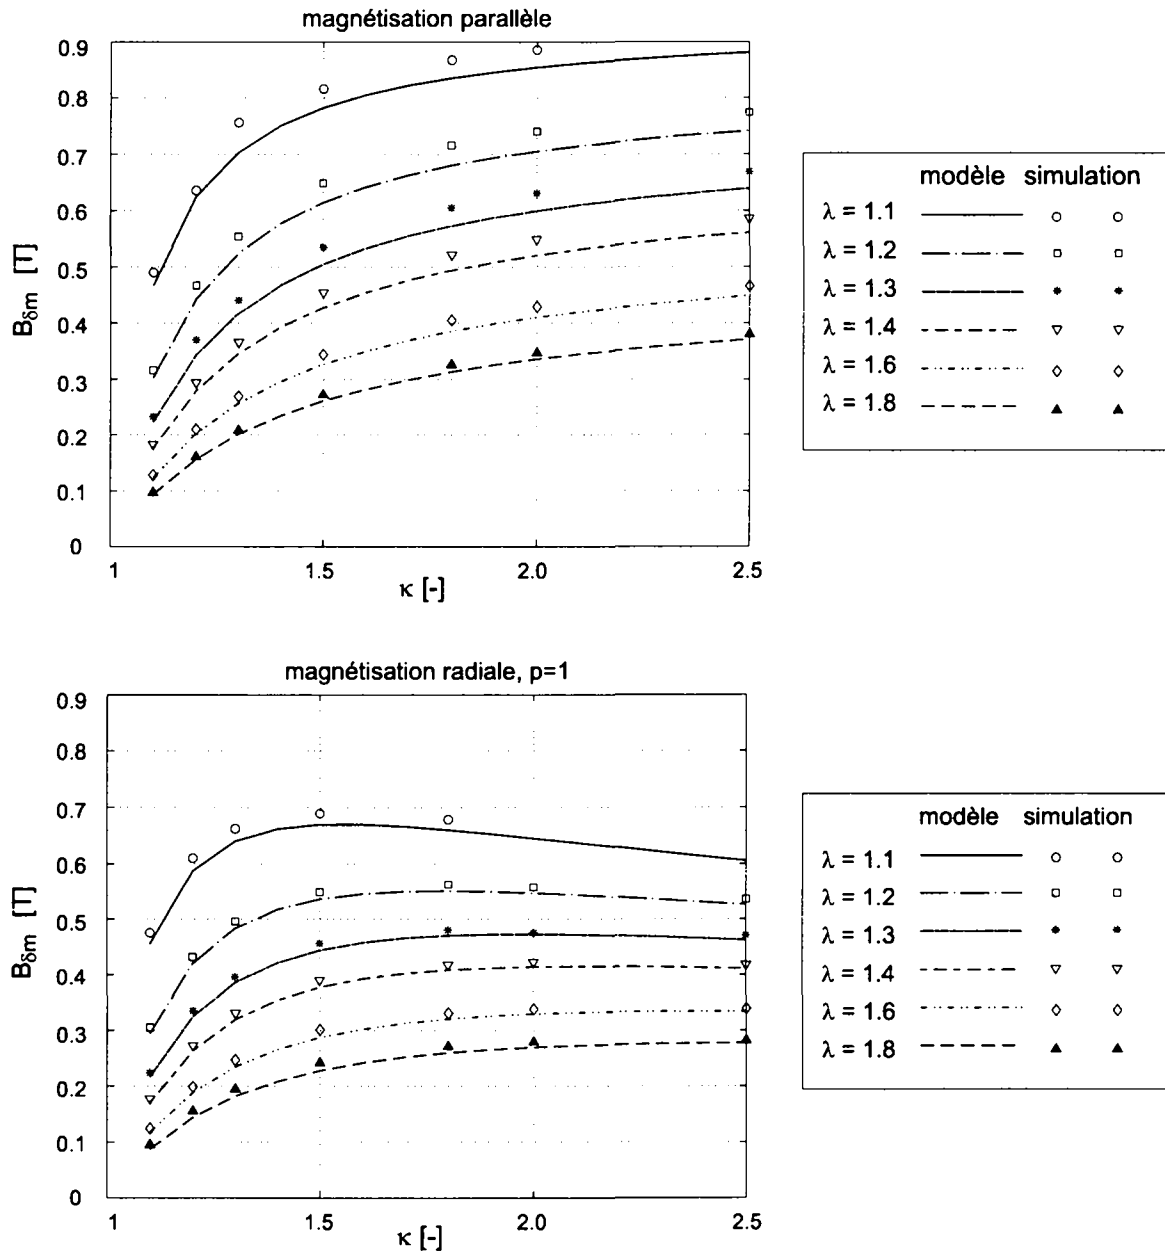 magnétisation parallèle
0.9
0.8
0.7
0.6
0.5
0.4
0.3
0.2
0.1
0
B δm [T]
1
1.5
2.0
2.5
κ [-]
modèle simulation
λ = 1.1
λ = 1.2
λ = 1.3
λ = 1.4
λ = 1.6
λ = 1.8
magnétisation radiale, p=1
0.9
0.8
0.7
0.6
0.5
0.4
0.3
0.2
0.1
0
B δm [T]
1
1.5
2.0
2.5
κ [-]
modèle simulation
λ = 1.1
λ = 1.2
λ = 1.3
λ = 1.4
λ = 1.6
λ = 1.8